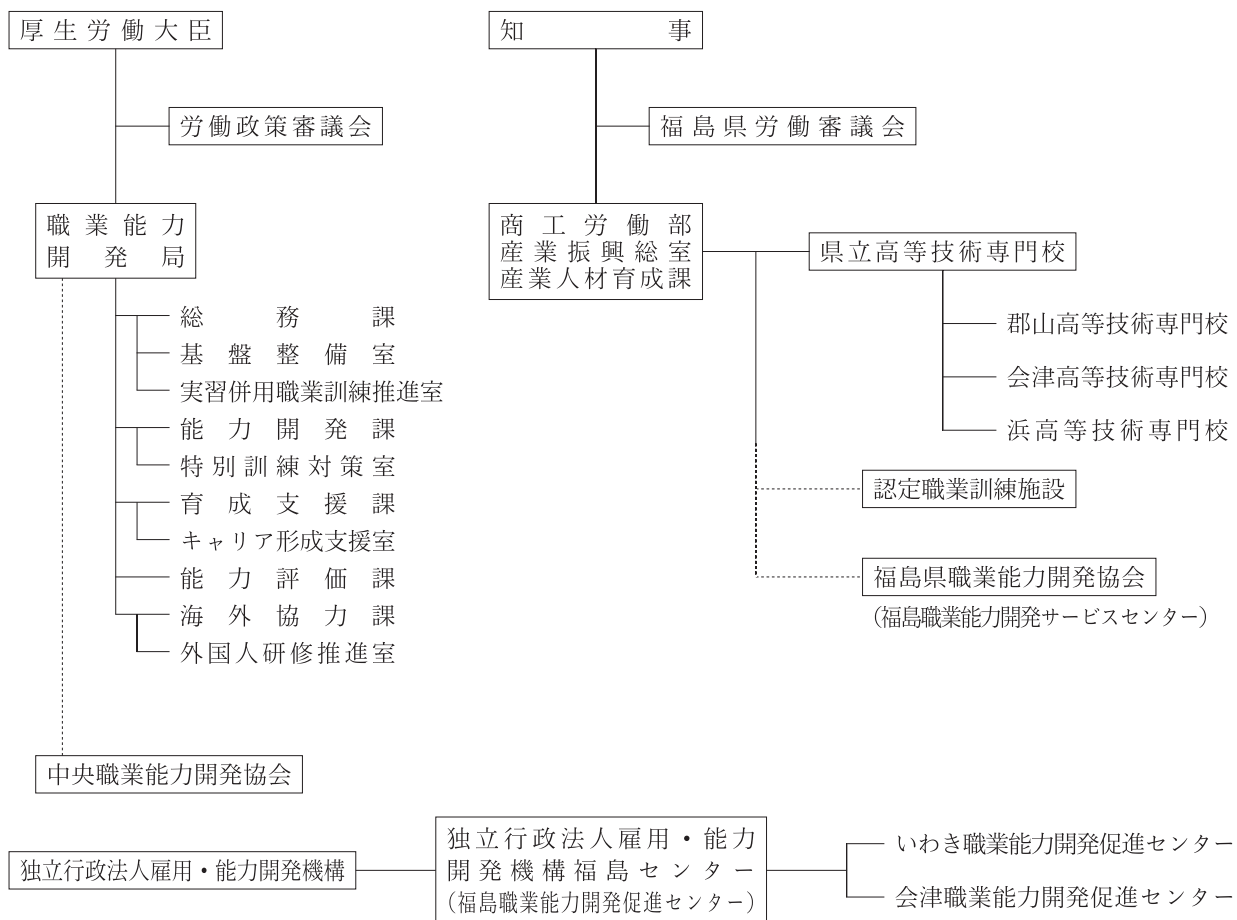 厚生労働大臣
労働政策審議会
職業能力
開発局
総務課
基盤整備室
実習併用職業訓練推進室
能力開発課
特別訓練対策室
育成支援課
キャリア形成支援室
能力評価課
海外協力課
外国人研修推進室
中央職業能力開発協会
知事
福島県労働審議会
商工労働部
産業振興総室
産業人材育成課
県立高等技術専門校
郡山高等技術専門校
会津高等技術専門校
浜高等技術専門校
認定職業訓練施設
福島県職業能力開発協会
(福島職業能力開発サービスセンター)
独立行政法人雇用・能力開発機構
独立行政法人雇用・能力
開発機構福島センター
(福島職業能力開発促進センター)
いわき職業能力開発促進センター
会津職業能力開発促進センター